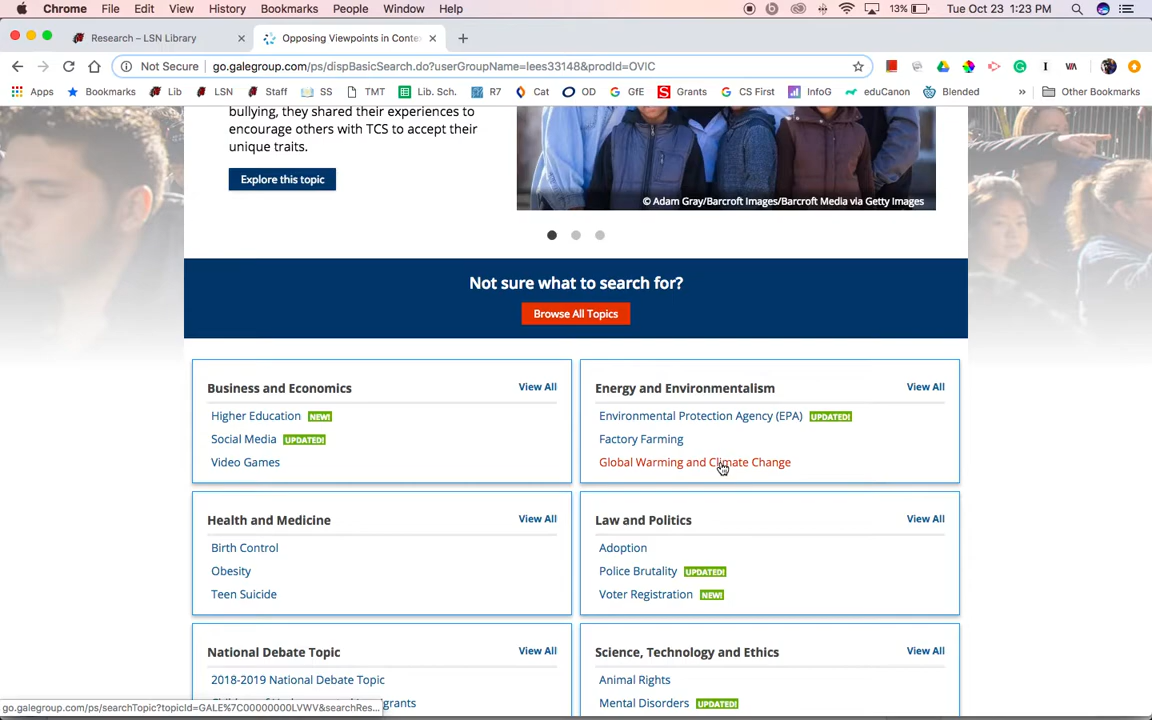 Chrome File Edit View History Bookmarks People Window Help 13% Tue Oct 23 1:23 PM
Research – LSN Library Opposing Viewpoints in Conte
Not Secure go.galegroup.com/ps/dispBasicSearch.do?userGroupName=lees33148&prodId=OVIC
Apps Bookmarks Lib LSN Staff SS TMT Lib. Sch. R7 Cat OD GfE Grants CS First InfoG eduCanon Blended » Other Bookmarks
bullying, they shared their experiences to
encourage others with TCS to accept their
unique traits.
Explore this topic
© Adam Gray/Barcroft Images/Barcroft Media via Getty Images
Not sure what to search for?
Browse All Topics
Business and Economics View All
Higher Education NEW!
Social Media UPDATED!
Video Games
Energy and Environmentalism View All
Environmental Protection Agency (EPA) UPDATED!
Factory Farming
Global Warming and Climate Change
Health and Medicine View All
Birth Control
Obesity
Teen Suicide
Law and Politics View All
Adoption
Police Brutality UPDATED!
Voter Registration NEW!
National Debate Topic View All
2018-2019 National Debate Topic
Science, Technology and Ethics View All
Animal Rights
Mental Disorders UPDATED!
go.galegroup.com/ps/searchTopic?topicId=GALE%7C00000000LVWV&searchRes...